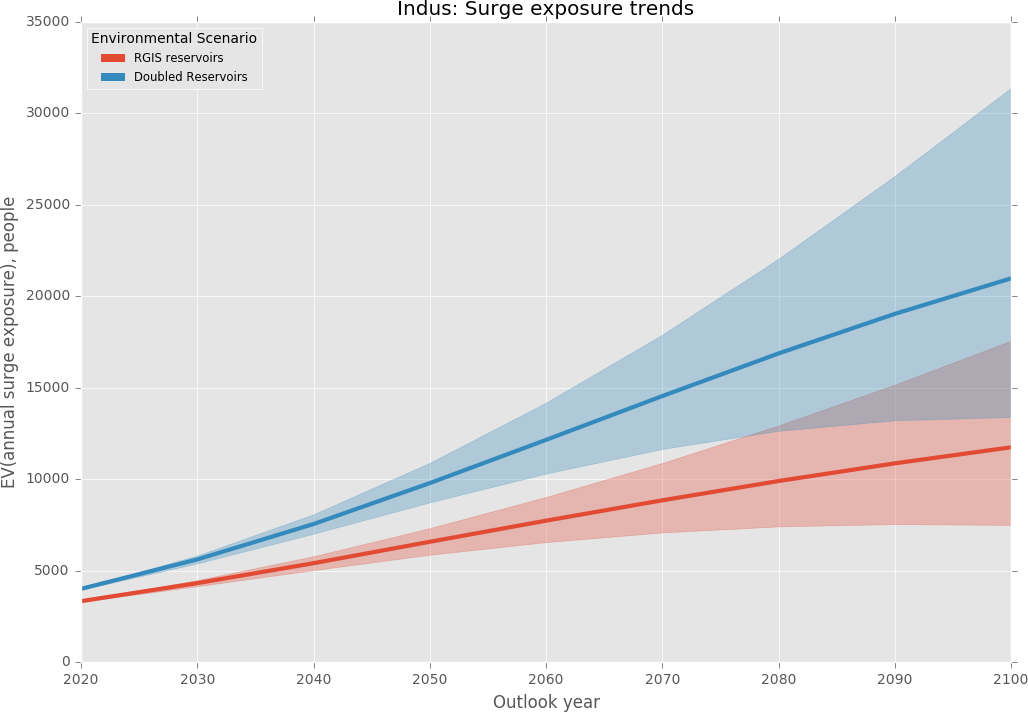 Indus: Surge exposure trends
Environmental Scenario
RGIS reservoirs
Doubled Reservoirs
EV(annual surge exposure), people
35000
30000
25000
20000
15000
10000
5000
0
2020 2030 2040 2050 2060 2070 2080 2090 2100
Outlook year